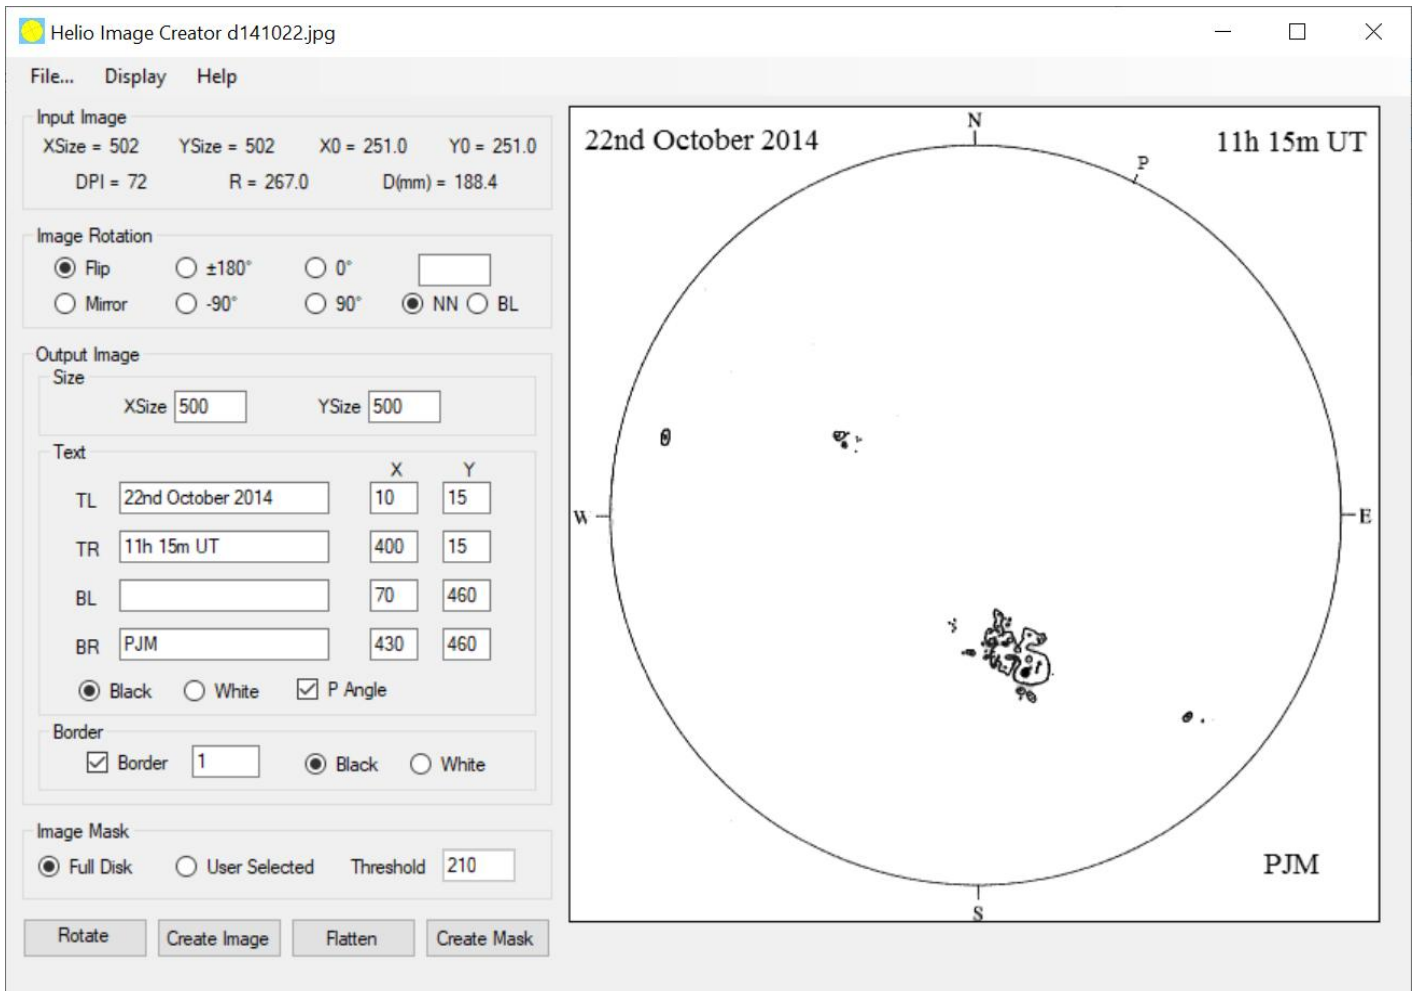 Helio Image Creator d141022.jpg
File... Display Help
Input Image
XSize = 502 YSize = 502 X0 = 251.0 Y0 = 251.0
DPI = 72 R = 267.0 D(mm) = 188.4
Image Rotation
Flip ±180° 0°
Mirror -90° 90° NN BL
Output Image
Size
XSize 500 YSize 500
Text
X Y
TL 22nd October 2014 10 15
TR 11h 15m UT 400 15
BL 70 460
BR PJM 430 460
Black White P Angle
Border
Border 1 Black White
Image Mask
Full Disk User Selected Threshold 210
Rotate Create Image Flatten Create Mask
22nd October 2014 N 11h 15m UT
P
W E
PJM
S